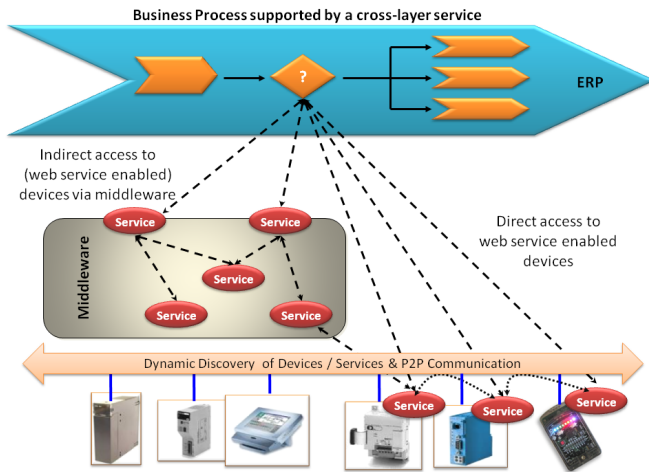 Business Process supported by a cross-layer service
?
ERP
Indirect access to
(web service enabled)
devices via middleware
Service
Service
Direct access to
web service enabled
devices
Middleware
Service
Service
Service
Dynamic Discovery of Devices / Services & P2P Communication
Service
Service
Service